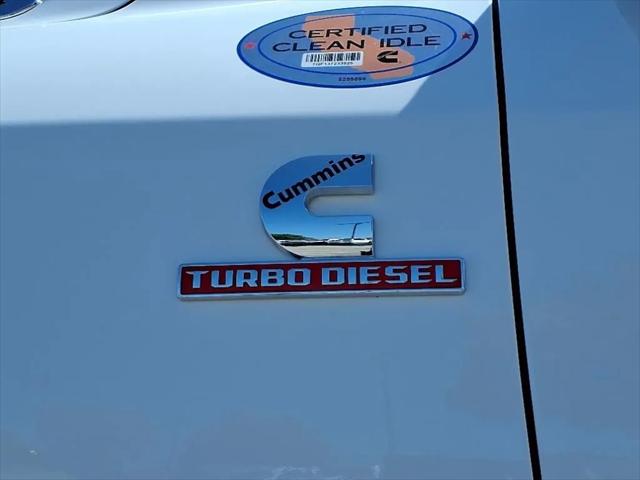 CERTIFIED
CLEAN IDLE
Cummins
TURBO DIESEL